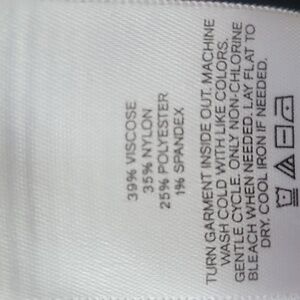 39% VISCOSE
35% NYLON
25% POLYESTER
1% SPANDEX
TURN GARMENT INSIDE OUT. MACHINE
WASH COLD WITH LIKE COLORS,
GENTLE CYCLE. ONLY NON-CHLORINE
BLEACH WHEN NEEDED. LAY FLAT TO
DRY. COOL IRON IF NEEDED.